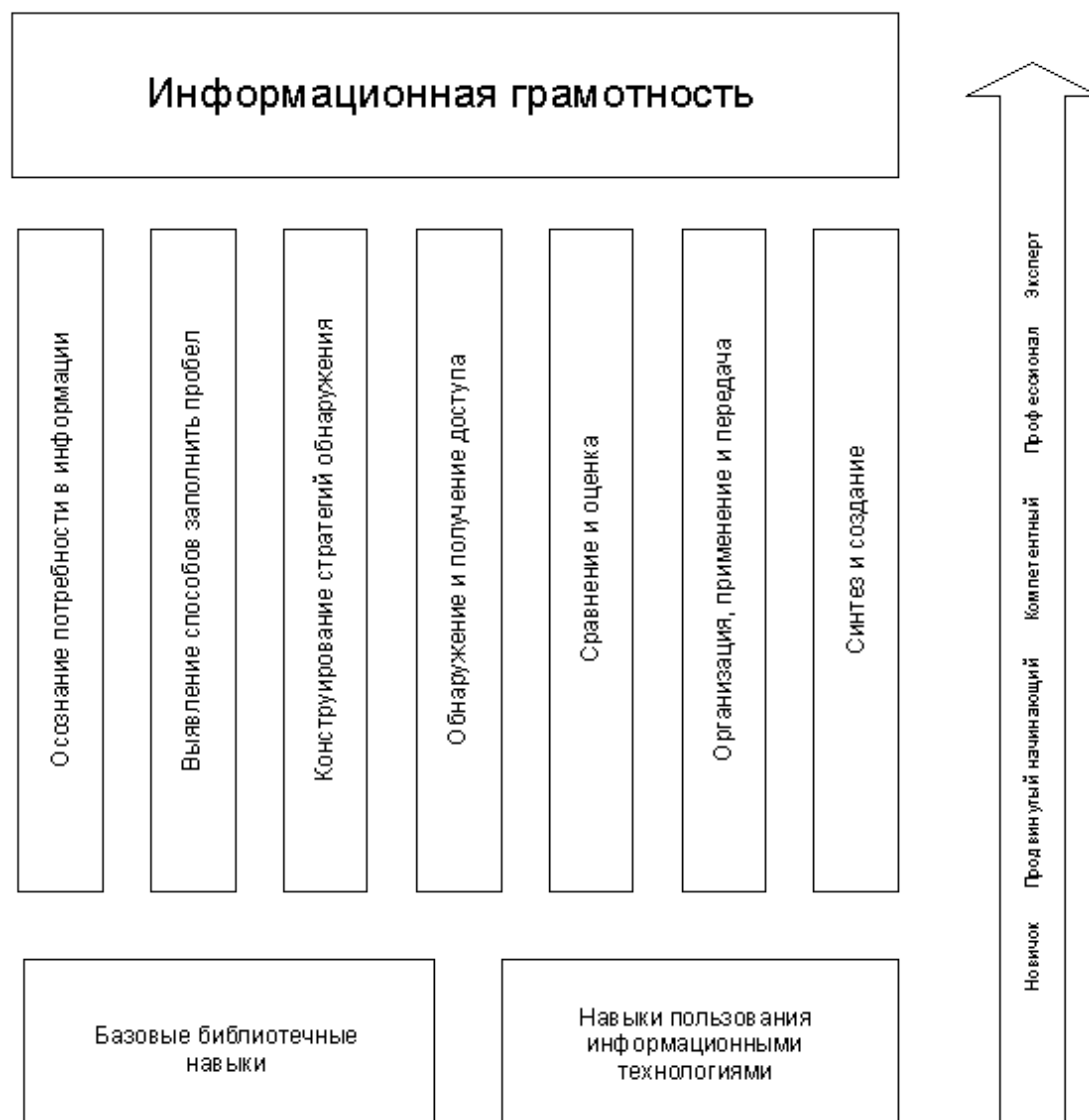 Информационная грамотность
Осознание потребности в информации
Выявление способов заполнить пробел
Конструирование стратегий обнаружения
Обнаружение и получение доступа
Сравнение и оценка
Организация, применение и передача
Синтез и создание
Базовые библиотечные
навыки
Навыки пользования
информационными
технологиями
Новичок Продвинутый начинающий Компетентный Профессионал Эксперт